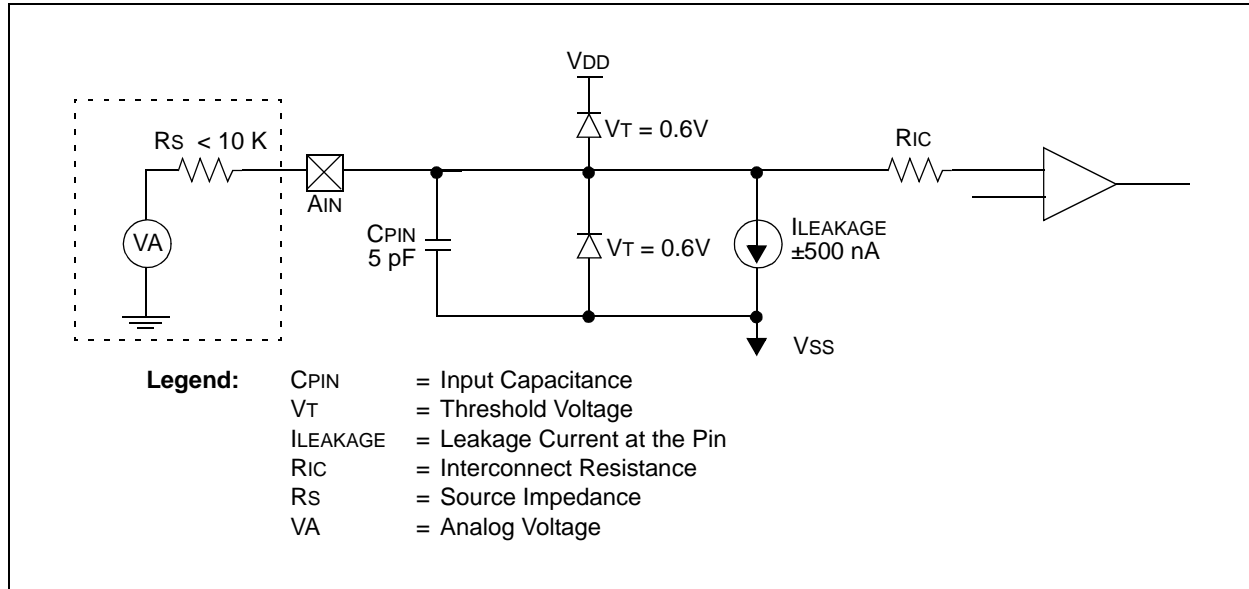 VDD
RS < 10 K
VT = 0.6V
RIC
AIN
CPIN
5 pF
VA
VT = 0.6V
ILEAKAGE
±500 nA
VSS
Legend: CPIN = Input Capacitance
VT = Threshold Voltage
ILEAKAGE = Leakage Current at the Pin
RIC = Interconnect Resistance
RS = Source Impedance
VA = Analog Voltage